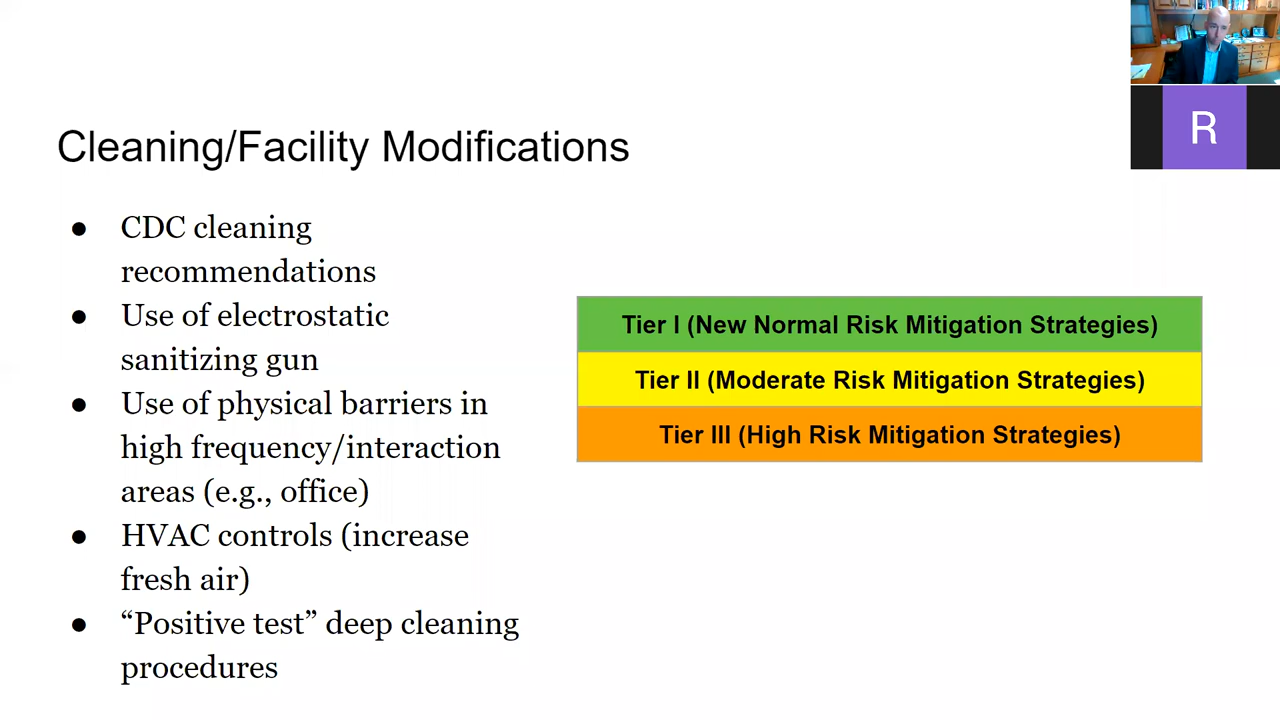 Cleaning/Facility Modifications
● CDC cleaning
recommendations
● Use of electrostatic
sanitizing gun
● Use of physical barriers in
high frequency/interaction
areas (e.g., office)
● HVAC controls (increase
fresh air)
● “Positive test” deep cleaning
procedures
Tier I (New Normal Risk Mitigation Strategies)
Tier II (Moderate Risk Mitigation Strategies)
Tier III (High Risk Mitigation Strategies)
R